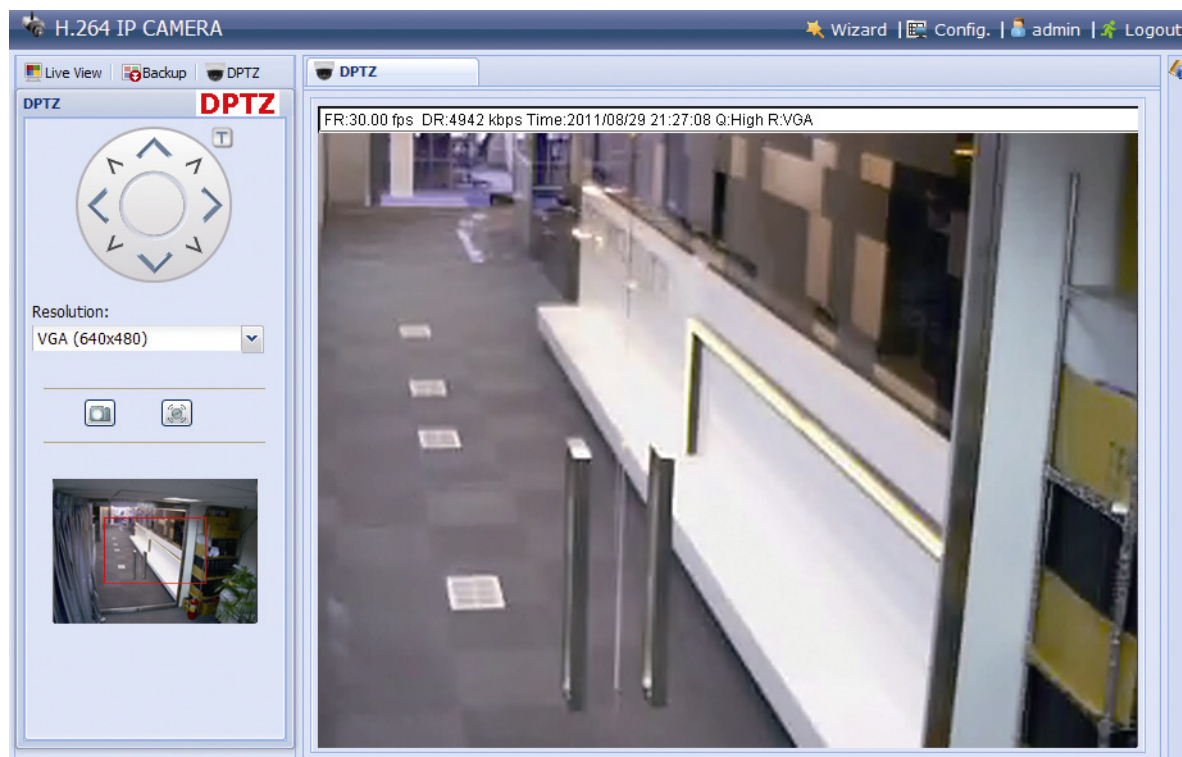 H.264 IP CAMERA
Wizard | Config. | admin | Logout
Live View | Backup | DPTZ
DPTZ DPTZ
T
Resolution:
VGA (640x480)
DPTZ
FR:30.00 fps DR:4942 kbps Time:2011/08/29 21:27:08 Q:High R:VGA